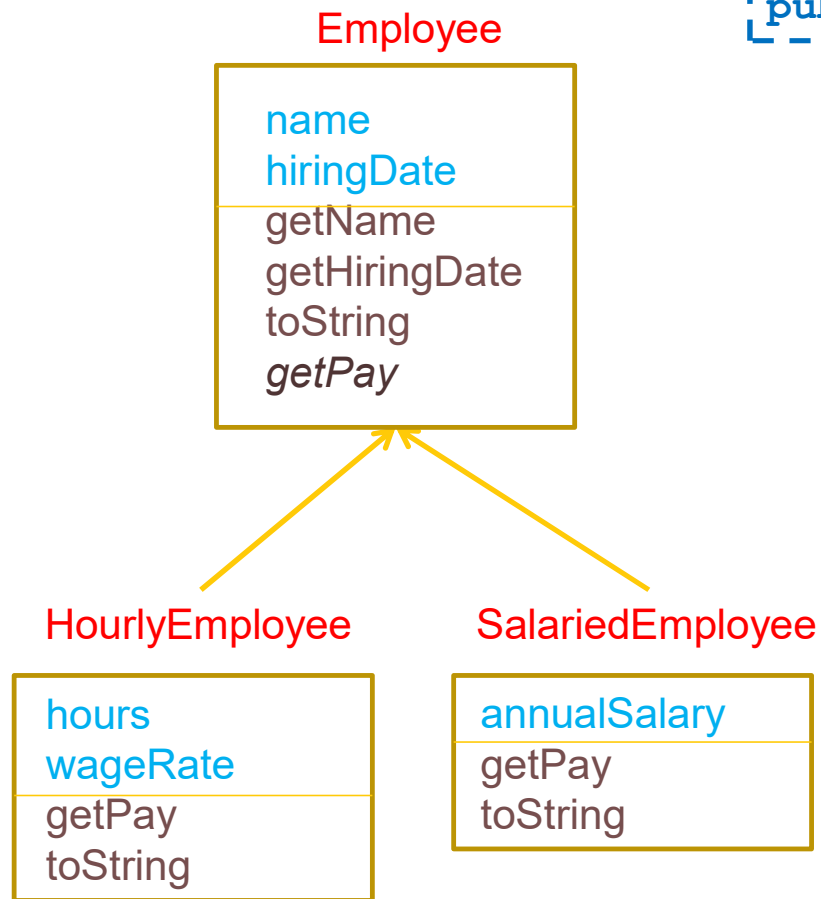 Employee
name
hiringDate
getName
getHiringDate
toString
getPay
HourlyEmployee
SalariedEmployee
hours
wageRate
getPay
toString
annualSalary
getPay
toString